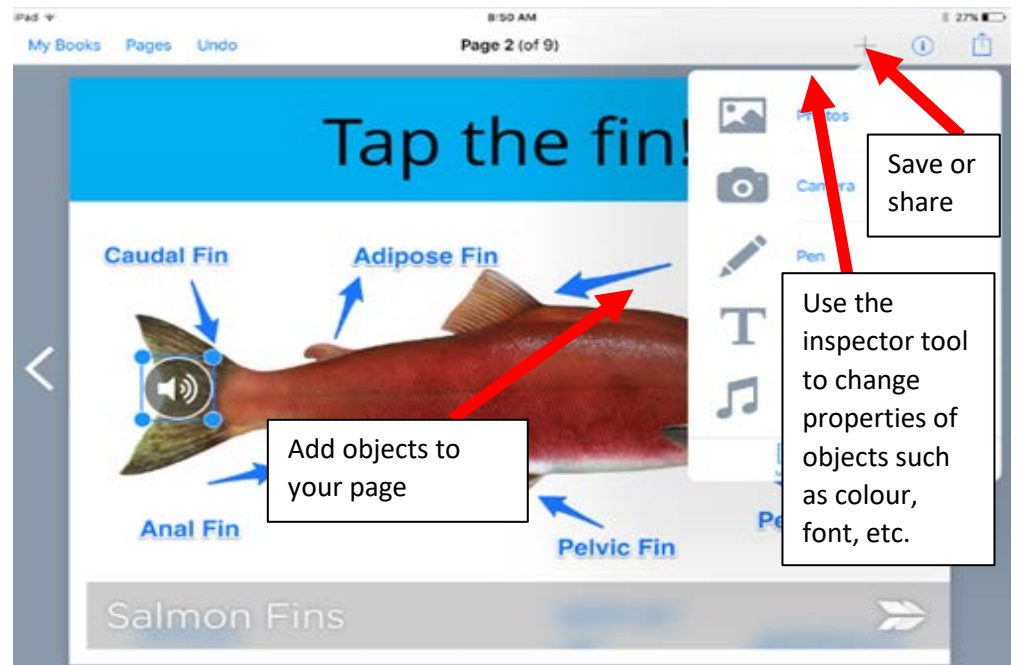 iPad 8:50 AM 27%
My Books Pages Undo Page 2 (of 9)
Tap the fin!
Photos
Camera
Pen
Save or
share
Caudal Fin Adipose Fin
Use the
inspector tool
to change
properties of
objects such
as colour,
font, etc.
Add objects to
your page
Anal Fin
Pelvic Fin
Salmon Fins